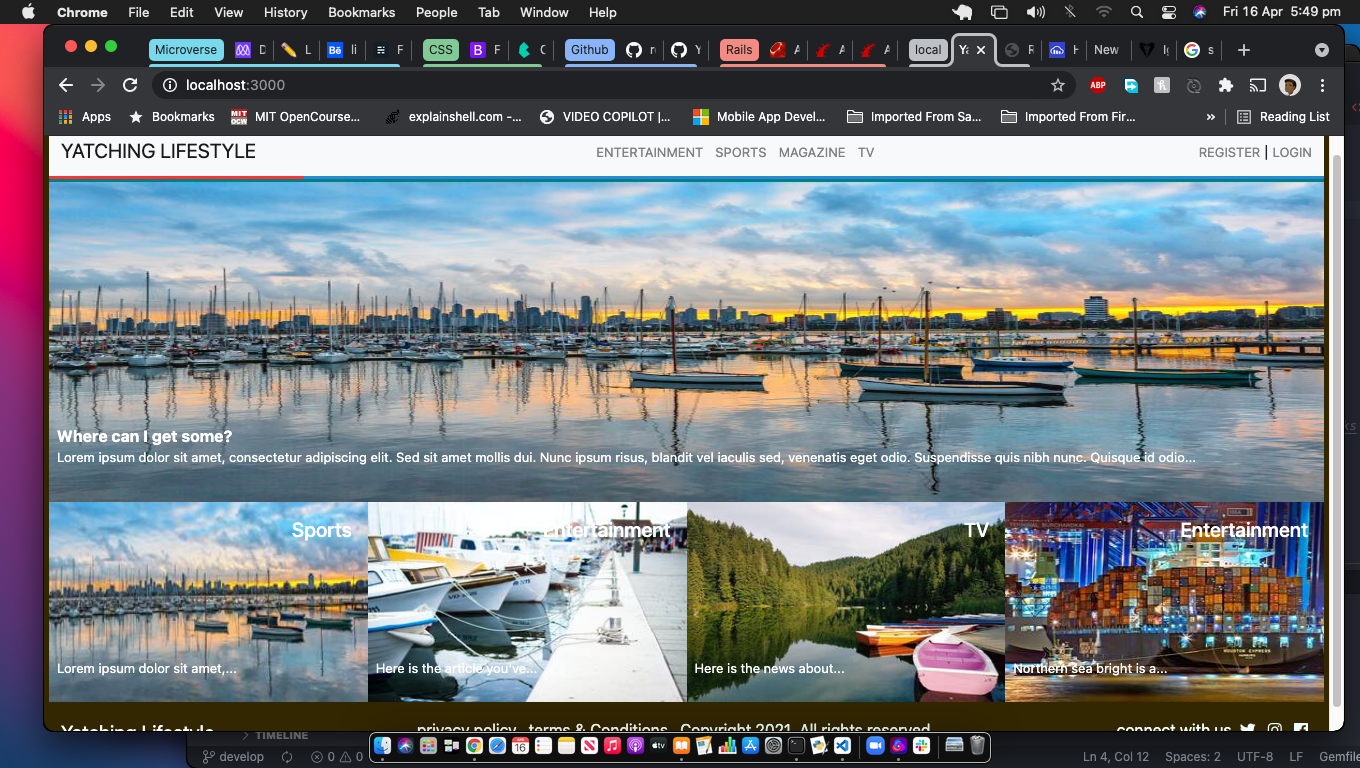 Chrome File Edit View History Bookmarks People Tab Window Help Fri 16 Apr 5:49 pm
Microverse D L Bē li F CSS B F C Github Y Rails A A A local Ya R H New Ig G s
localhost:3000 ABP
Apps Bookmarks MIT OCW MIT OpenCourse... explainshell.com -... VIDEO COPILOT |... Mobile App Devel... Imported From Sa... Imported From Fir... » Reading List
YATCHING LIFESTYLE ENTERTAINMENT SPORTS MAGAZINE TV REGISTER | LOGIN
Where can I get some?
Lorem ipsum dolor sit amet, consectetur adipiscing elit. Sed sit amet mollis dui. Nunc ipsum risus, blandit vel iaculis sed, venenatis eget odio. Suspendisse quis nibh nunc. Quisque id odio...
Sports Entertainment TV Entertainment
Lorem ipsum dolor sit amet,... Here is the article you've... Here is the news about... Northern sea bright is a...
Yatching Lifestyle privacy policy terms & Conditions Copyright 2021. All rights reserved connect with us
TIMELINE
develop 0 0 Ln 4, Col 12 Spaces: 2 UTF-8 LF Gemfile